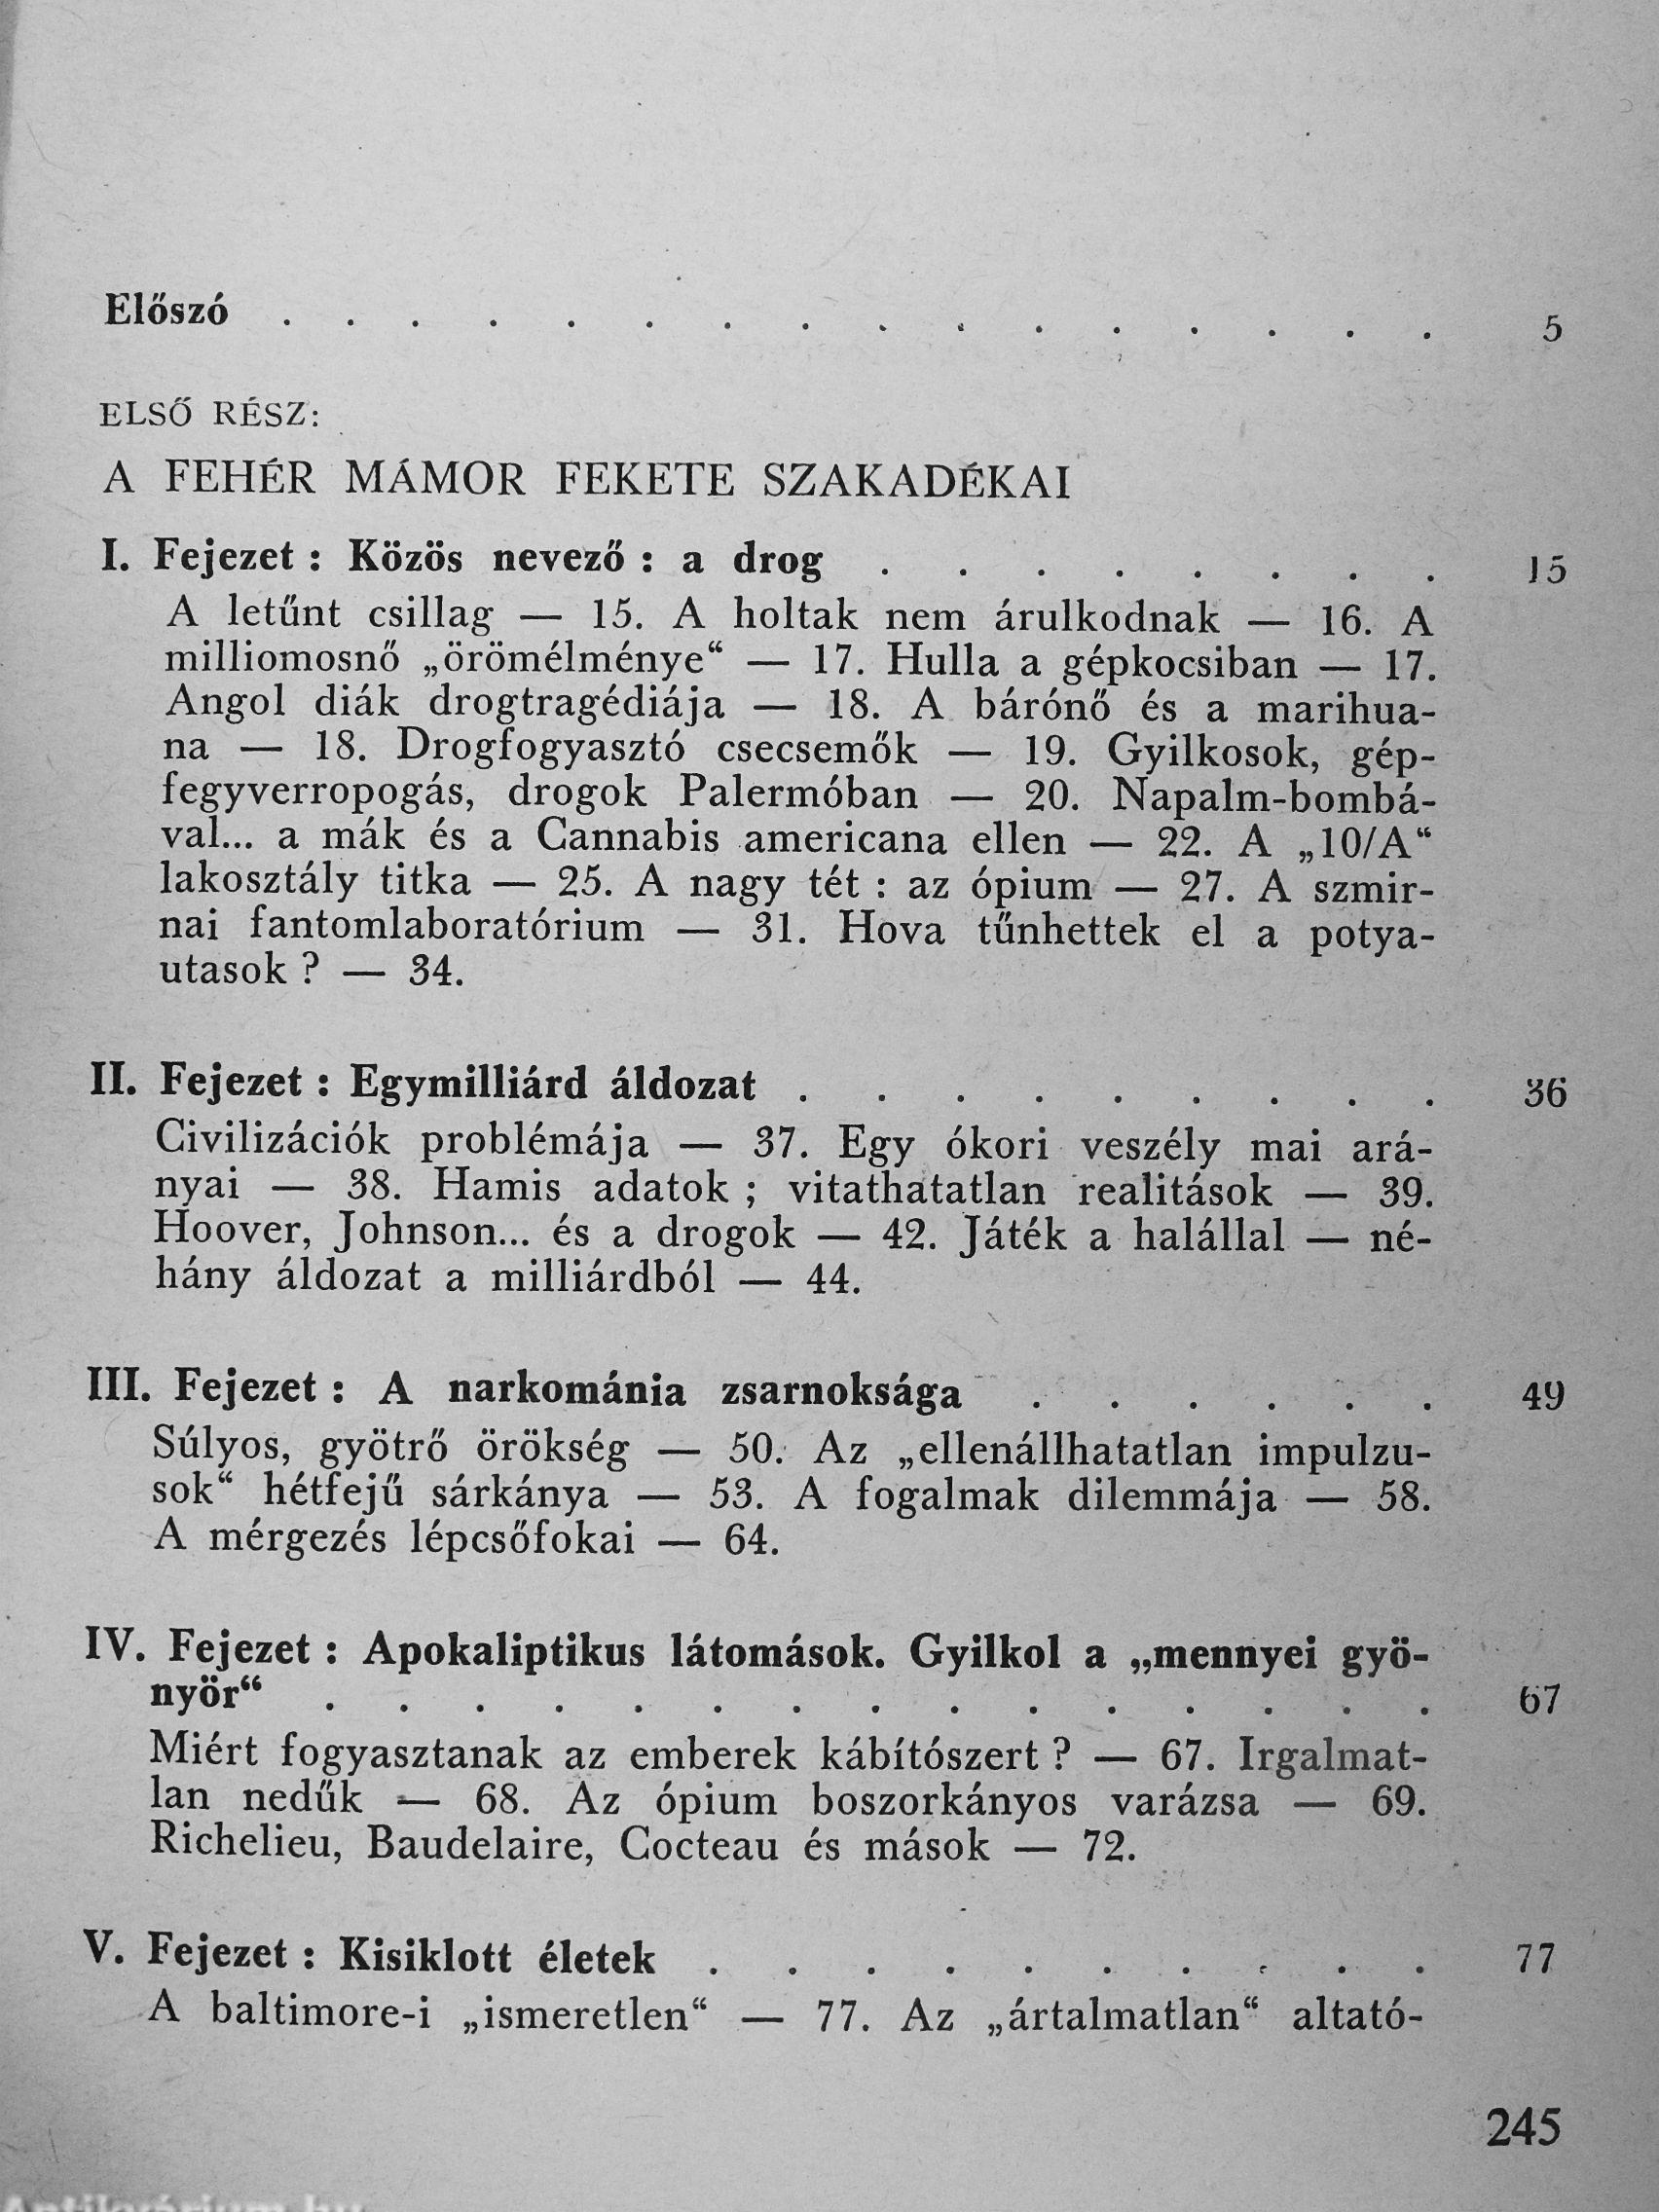 Előszó . . . . . . . . . . . . . . . . 5
ELSŐ RÉSZ:
A FEHÉR MÁMOR FEKETE SZAKADÉKAI
I. Fejezet : Közös nevező : a drog . . . . . . . . 15
A letűnt csillag — 15. A holtak nem árulkodnak — 16. A
milliomosnő „örömélménye“ — 17. Hulla a gépkocsiban — 17.
Angol diák drogtragédiája — 18. A bárónő és a marihua-
na — 18. Drogfogyasztó csecsemők — 19. Gyilkosok, gép-
fegyverropogás, drogok Palermóban — 20. Napalm-bombá-
val... a mák és a Cannabis americana ellen — 22. A „10/A“
lakosztály titka — 25. A nagy tét : az ópium — 27. A szmir-
nai fantomlaboratórium — 31. Hova tűnhettek el a potya-
utasok ? — 34.
II. Fejezet : Egymilliárd áldozat . . . . . . . . . 36
Civilizációk problémája — 37. Egy ókori veszély mai ará-
nyai — 38. Hamis adatok ; vitathatatlan realitások — 39.
Hoover, Johnson... és a drogok — 42. Játék a halállal — né-
hány áldozat a milliárdból — 44.
III. Fejezet : A narkománia zsarnoksága . . . . . . 49
Súlyos, gyötrő örökség — 50. Az „ellenállhatatlan impulzu-
sok“ hétfejű sárkánya — 53. A fogalmak dilemmája — 58.
A mérgezés lépcsőfokai — 64.
IV. Fejezet : Apokaliptikus látomások. Gyilkol a „mennyei gyö-
nyör“ . . . . . . . . . . . . . . . 67
Miért fogyasztanak az emberek kábítószert ? — 67. Irgalmat-
lan nedűk — 68. Az ópium boszorkányos varázsa — 69.
Richelieu, Baudelaire, Cocteau és mások — 72.
V. Fejezet : Kisiklott életek . . . . . . . . . . 77
A baltimore-i „ismeretlen“ — 77. Az „ártalmatlan“ altató-
245
Antikvárium.hu